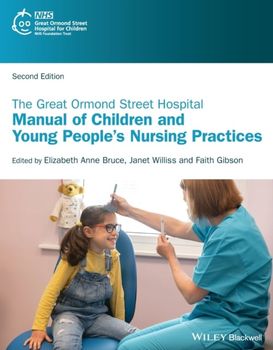 NHS
Great Ormond Street
Hospital for Children
NHS Foundation Trust
Second Edition
The Great Ormond Street Hospital
Manual of Children and
Young People's Nursing Practices
Edited by Elizabeth Anne Bruce, Janet Williss and Faith Gibson
WILEY Blackwell